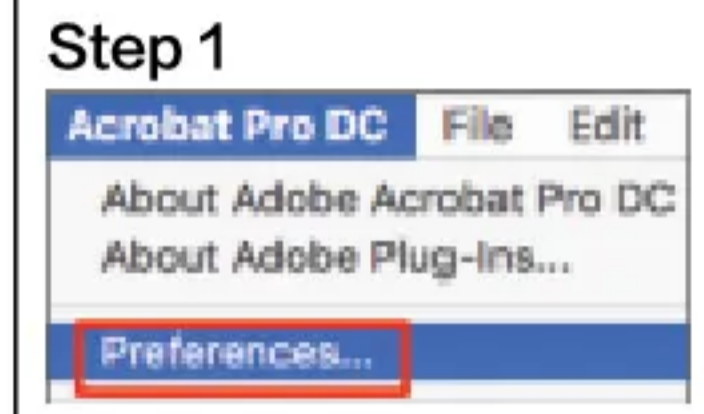 Step 1
Acrobat Pro DC File Edit
About Adobe Acrobat Pro DC
About Adobe Plug-Ins...
Preferences...